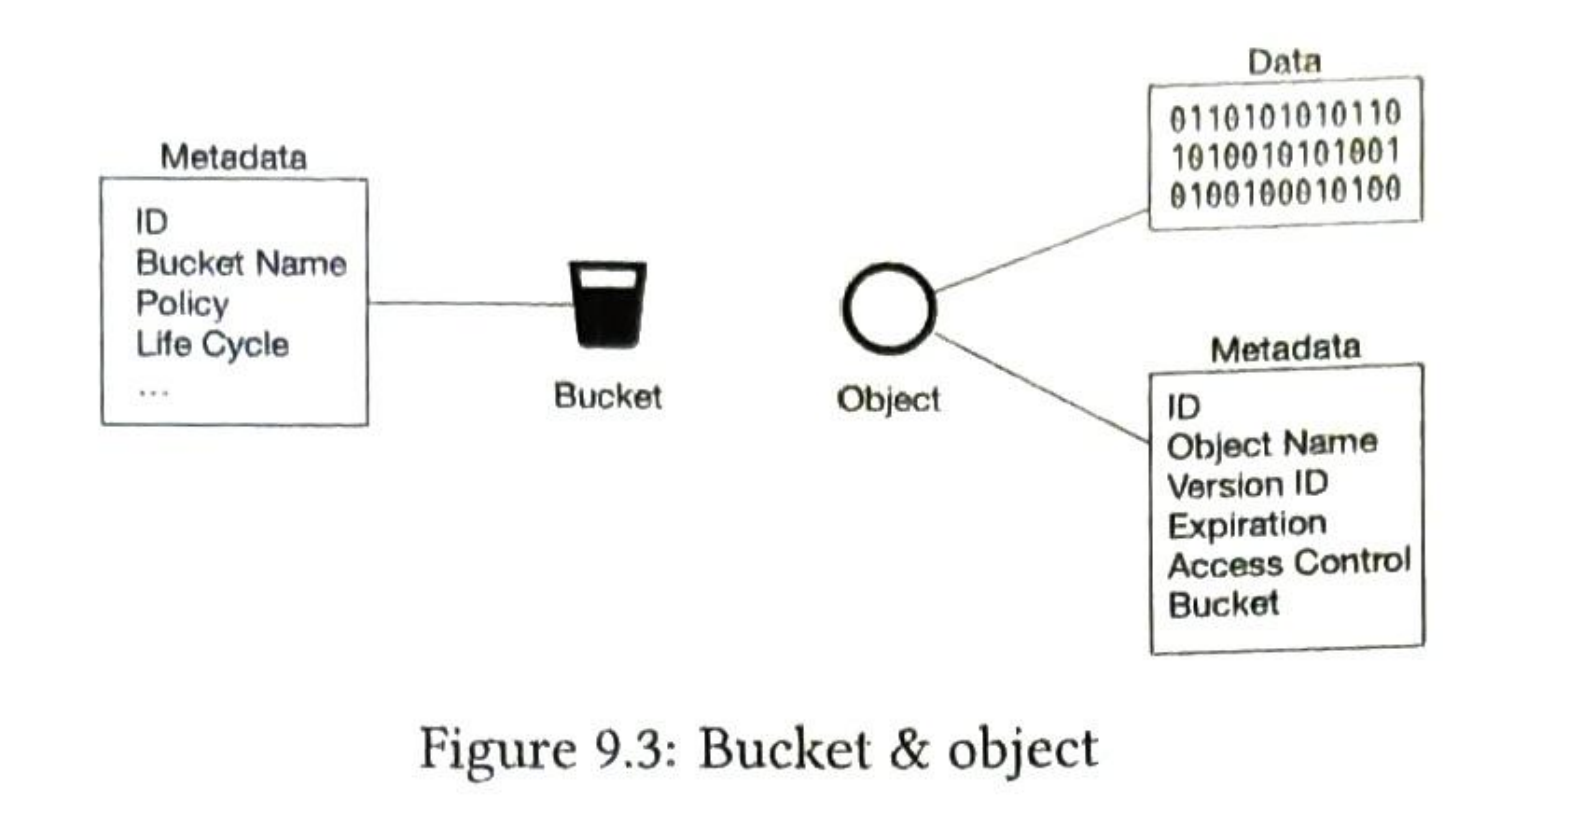 Metadata
ID
Bucket Name
Policy
Life Cycle
...
Bucket
Object
Data
0110101010110
1010010101001
0100100010100
Metadata
ID
Object Name
Version ID
Expiration
Access Control
Bucket
Figure 9.3: Bucket & object